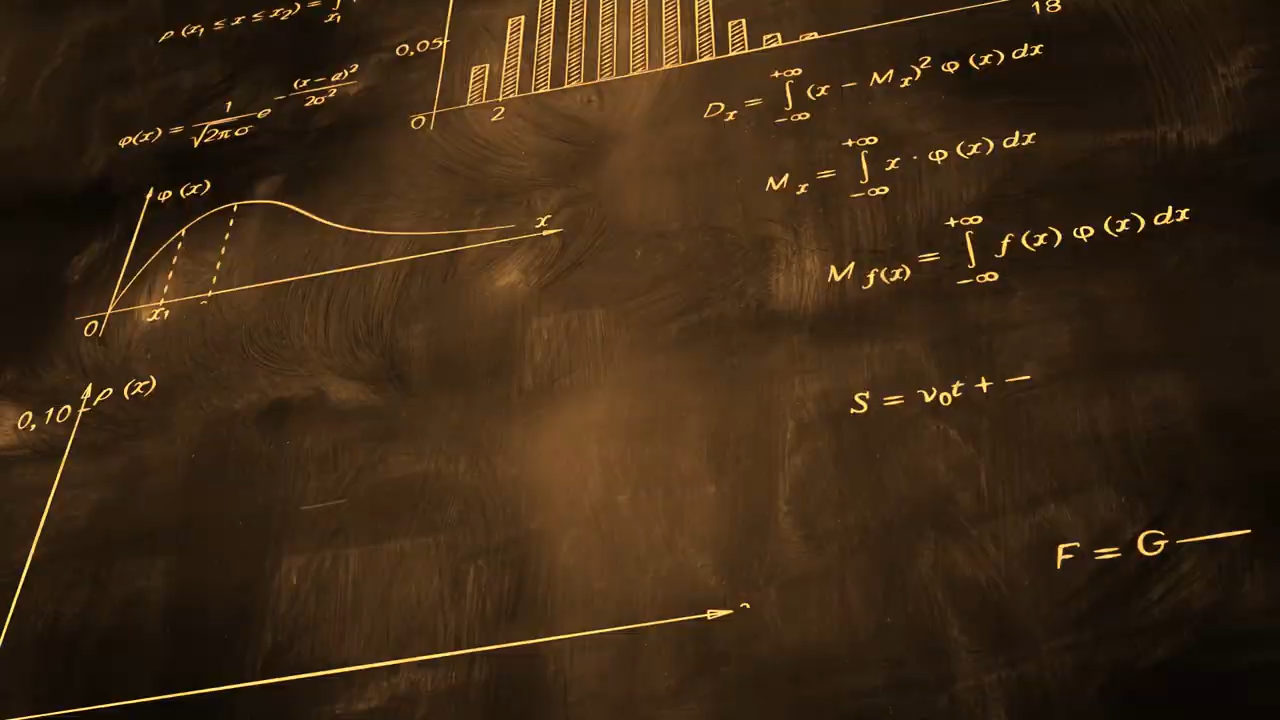 p (x₁ ≤ x ≤ x₂) = ∫ x₁
φ(x) = 1/√2πσ e^-(x-a)²/2σ²
0,05
0
2
18
Dₓ = ∫₋∞⁺∞ (x - Mₓ)² φ(x) dx
Mₓ = ∫₋∞⁺∞ x · φ(x) dx
M f(x) = ∫₋∞⁺∞ f(x) φ(x) dx
φ(x)
x
0
x₁
p (x)
0,10
S = v₀t + –
F = G —